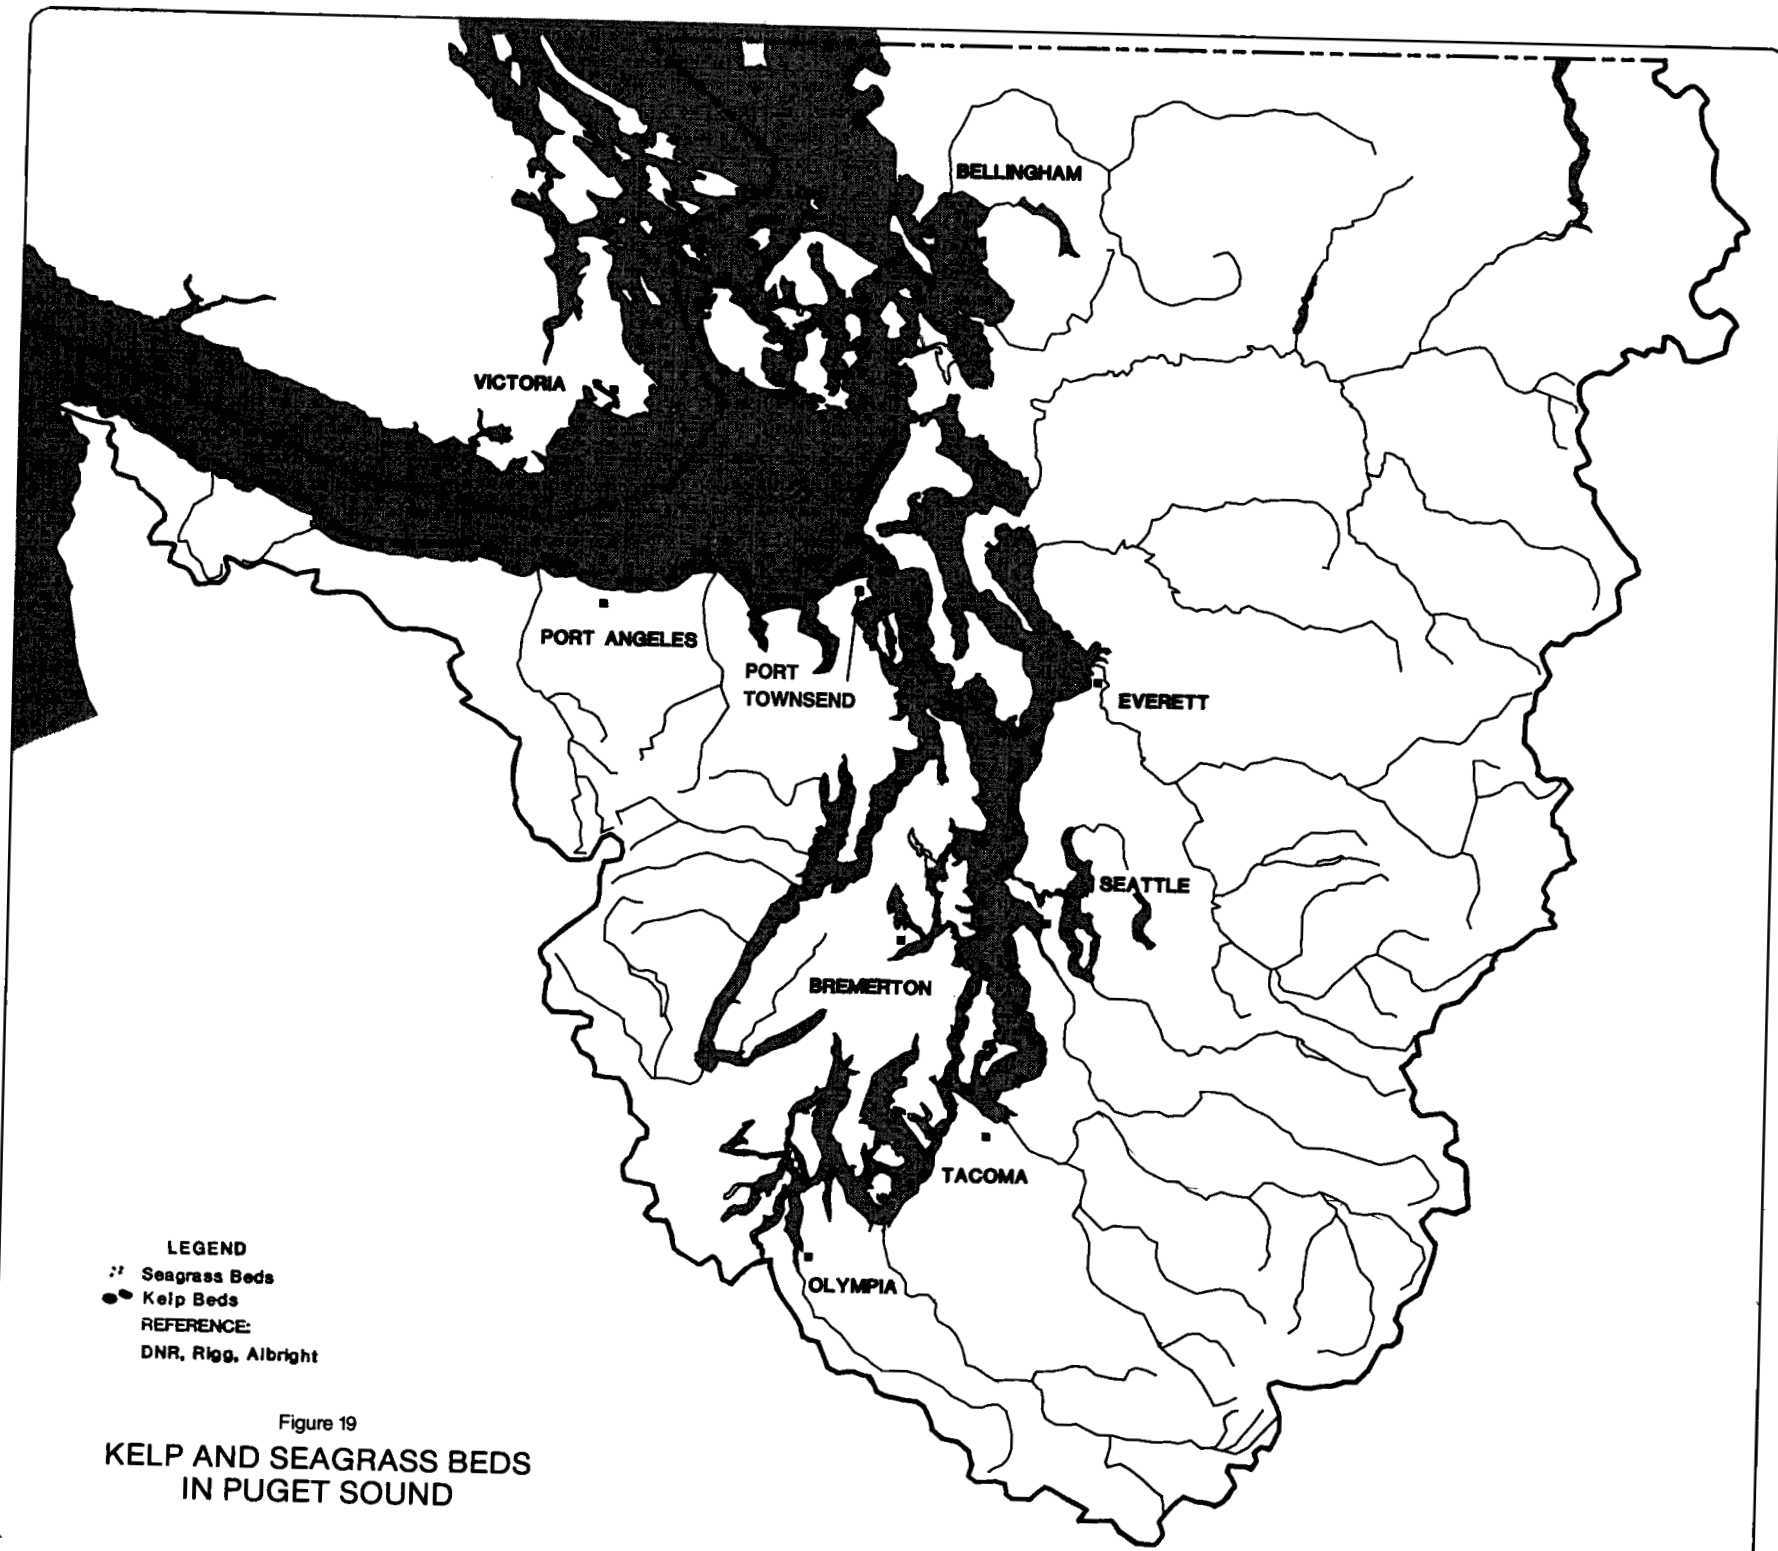 BELLINGHAM
VICTORIA
PORT ANGELES
PORT
TOWNSEND
EVERETT
SEATTLE
BREMERTON
TACOMA
OLYMPIA
LEGEND
Seagrass Beds
Kelp Beds
REFERENCE:
DNR, Rigg, Albright
Figure 19
KELP AND SEAGRASS BEDS
IN PUGET SOUND